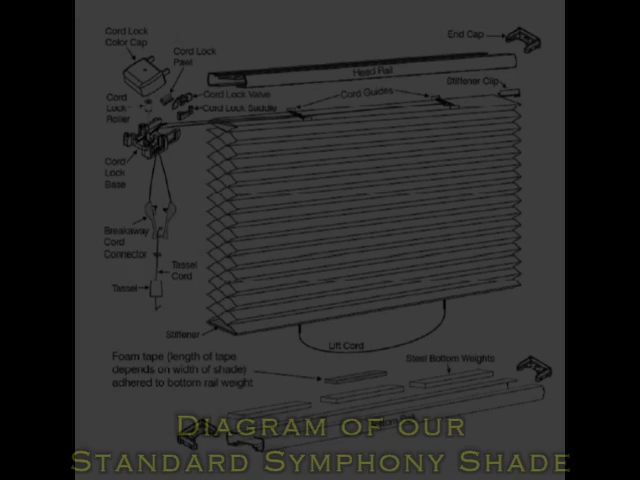 Cord Lock
Color Cap
Cord Lock
Pawl
End Cap
Head Rail
Stiffener Clip
Cord Guides
Cord Lock Valve
Cord Lock Saddle
Cord
Lock
Roller
Cord
Lock
Base
Breakaway
Cord
Connector
Tassel
Cord
Tassel
Stiffener
Lift Cord
Foam tape (length of tape
depends on width of shade)
adhered to bottom rail weight
Steel Bottom Weights
Diagram of our
Standard Symphony Shade